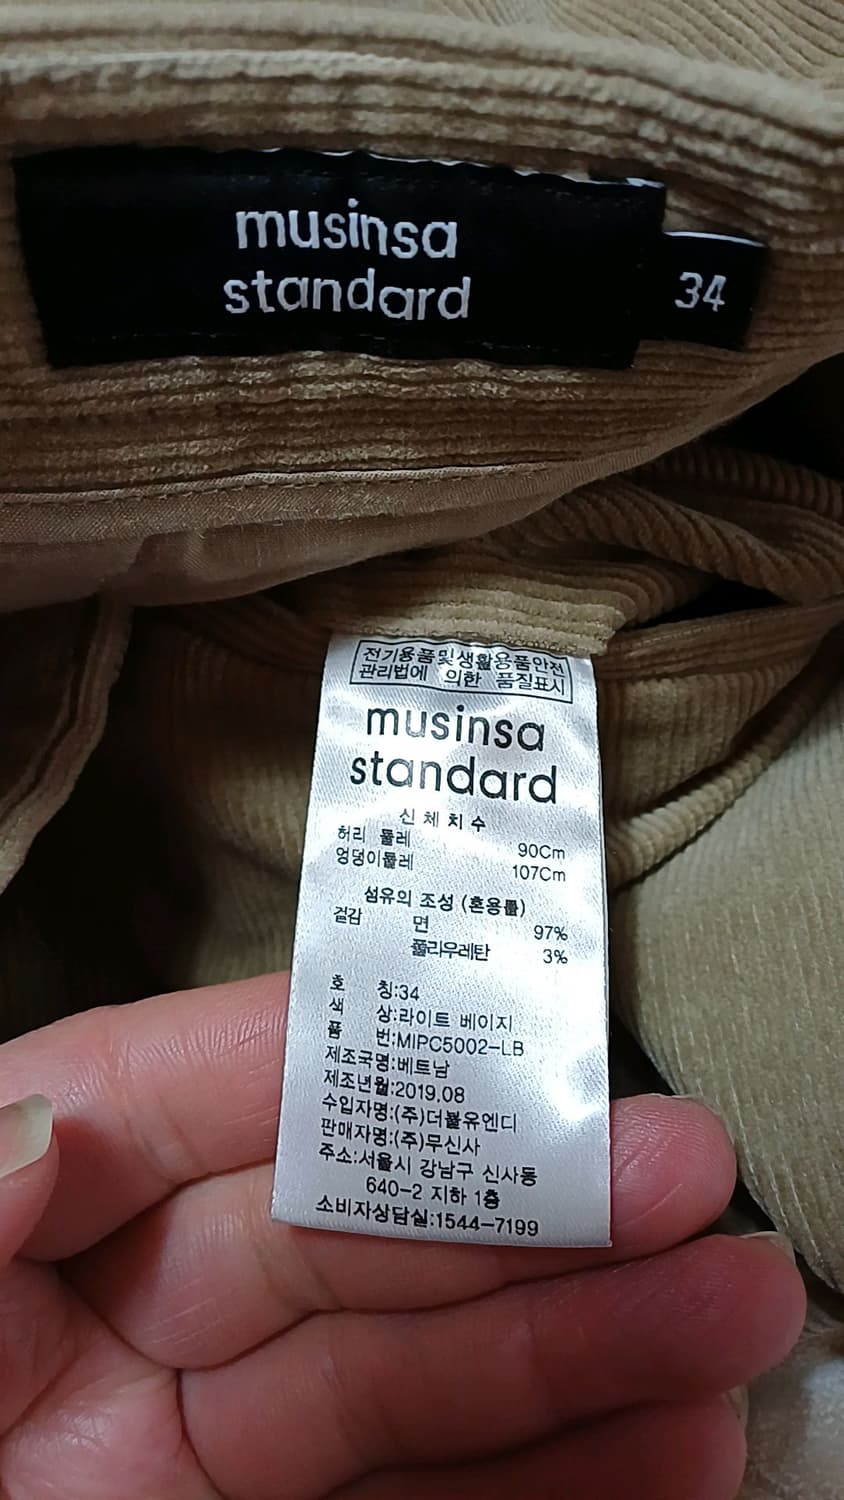 musinsa
standard
34
전기용품및생활용품안전
관리법에 의한 품질표시
musinsa
standard
신체치수
허리 둘레 90Cm
엉덩이둘레 107Cm
섬유의 조성 (혼용률)
겉감 면 97%
폴리우레탄 3%
호 칭:34
색 상:라이트 베이지
품 번:MIPC5002-LB
제조국명:베트남
제조년월:2019.08
수입자명:(주)더블유엔디
판매자명:(주)무신사
주소:서울시 강남구 신사동
640-2 지하 1층
소비자상담실:1544-7199